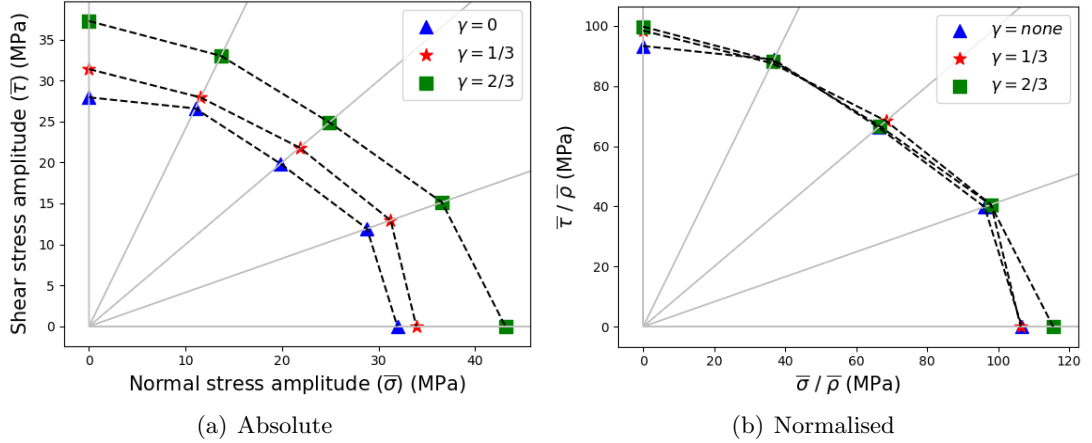 Shear stress amplitude (τ̅) (MPa)
35
30
25
20
15
10
5
0
γ = 0
γ = 1/3
γ = 2/3
0 10 20 30 40
Normal stress amplitude (σ̅) (MPa)
(a) Absolute
τ̅ / ρ̅ (MPa)
100
80
60
40
20
0
γ = none
γ = 1/3
γ = 2/3
0 20 40 60 80 100 120
σ̅ / ρ̅ (MPa)
(b) Normalised